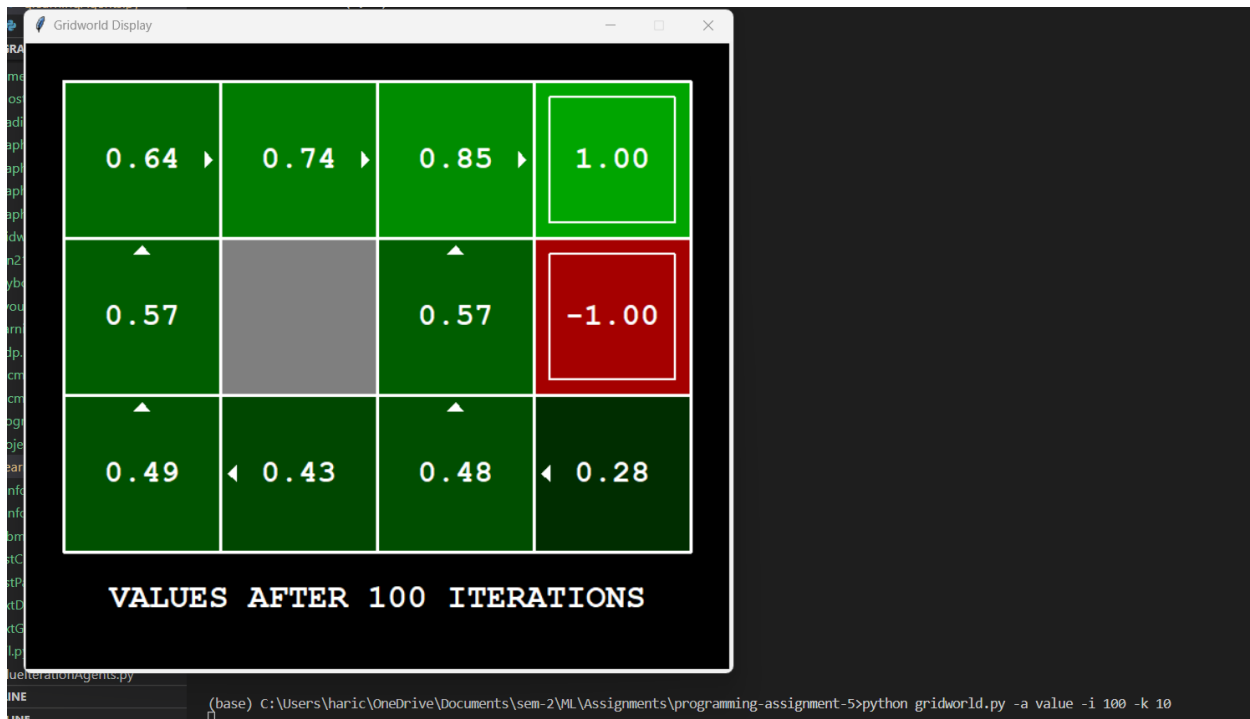 Gridworld Display
0.64 0.74 0.85 1.00
0.57 0.57 -1.00
0.49 0.43 0.48 0.28
VALUES AFTER 100 ITERATIONS
lueIterationAgents.py
(base) C:\Users\haric\OneDrive\Documents\sem-2\ML\Assignments\programming-assignment-5>python gridworld.py -a value -i 100 -k 10